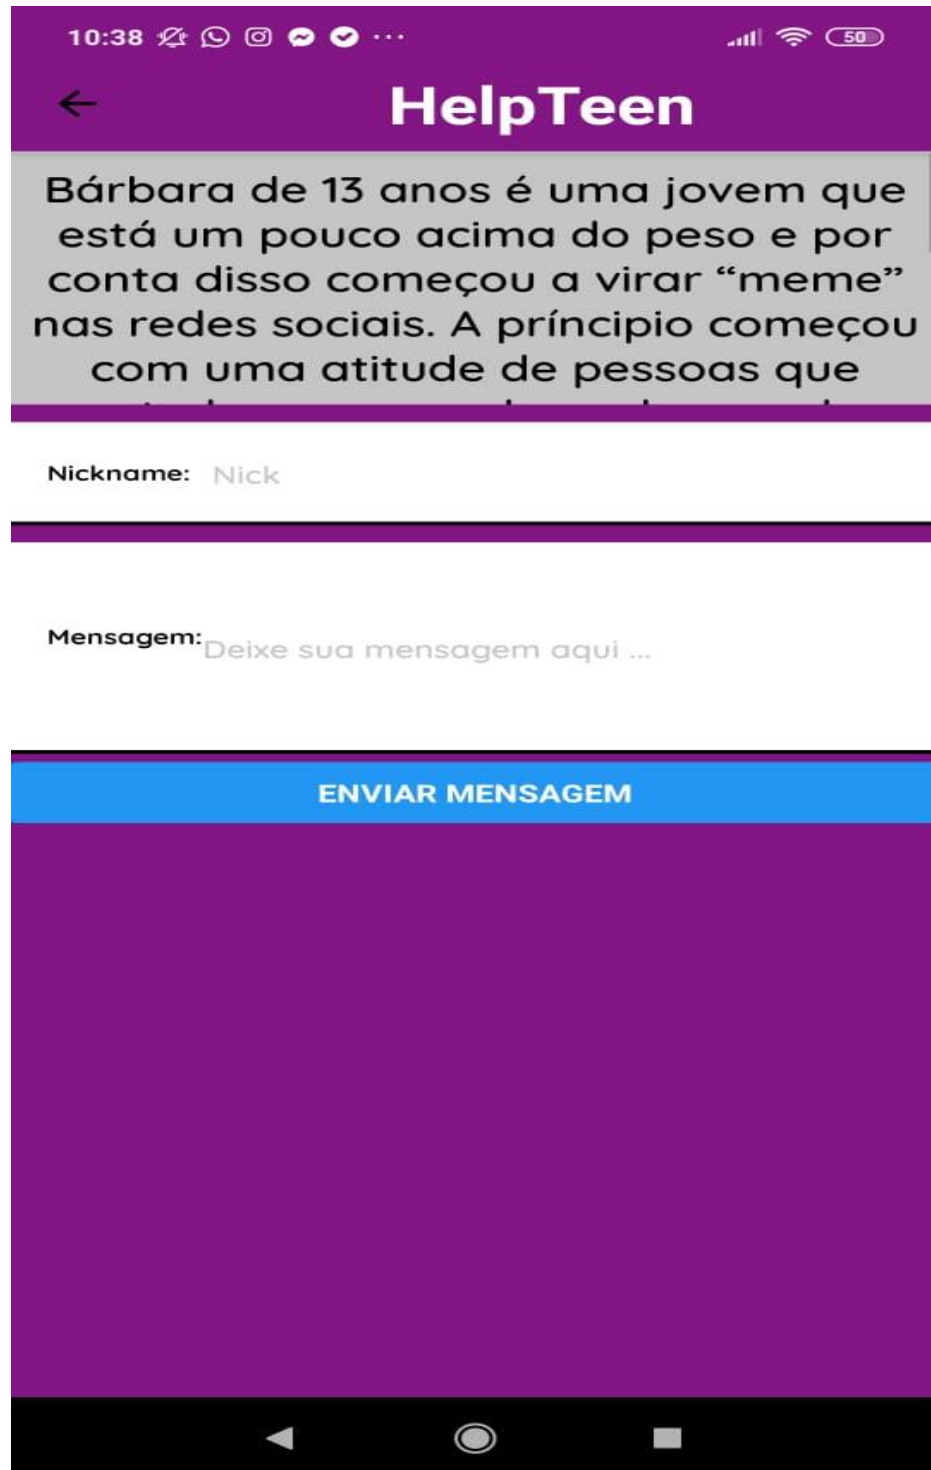 10:38
50
HelpTeen
Bárbara de 13 anos é uma jovem que
está um pouco acima do peso e por
conta disso começou a virar “meme”
nas redes sociais. A príncipio começou
com uma atitude de pessoas que
Nickname: Nick
Mensagem: Deixe sua mensagem aqui ...
ENVIAR MENSAGEM